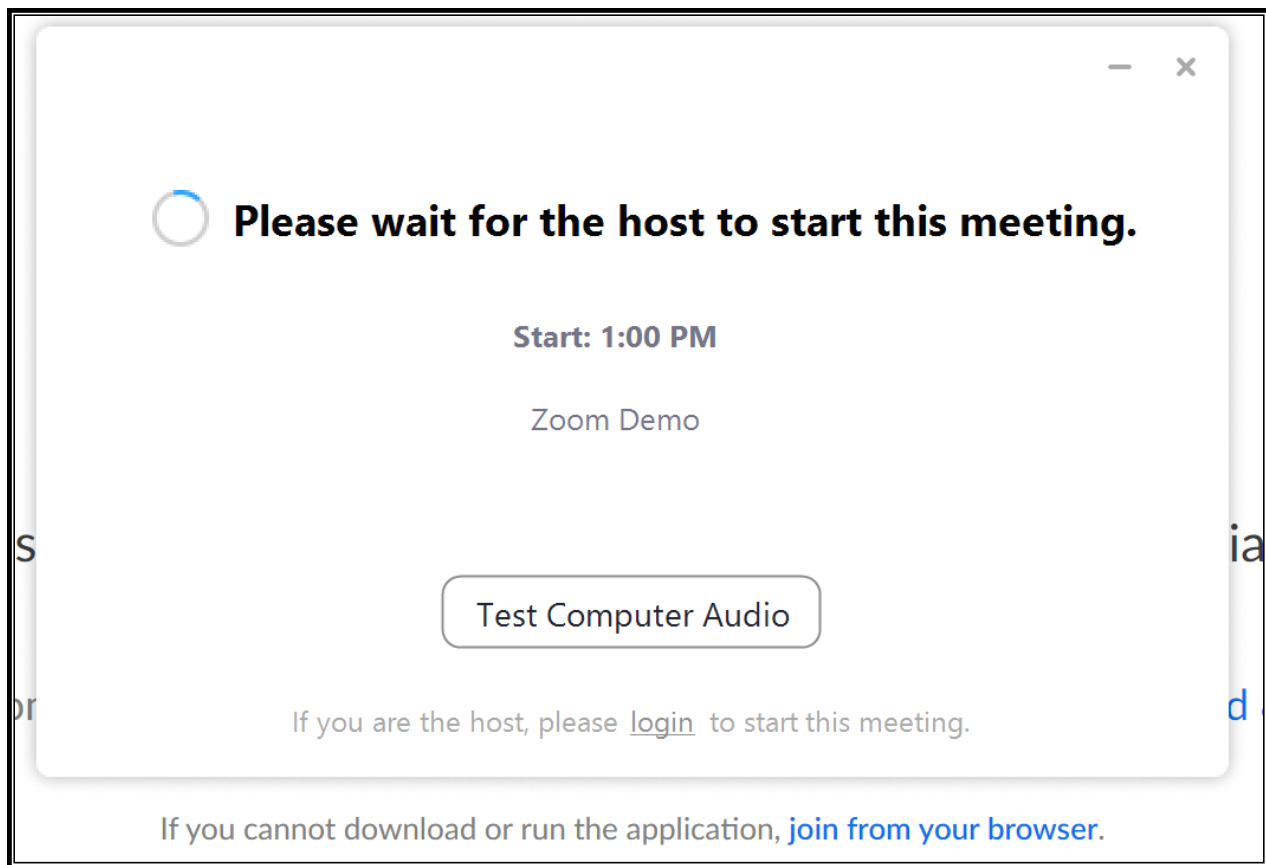 Please wait for the host to start this meeting.
Start: 1:00 PM
Zoom Demo
Test Computer Audio
If you are the host, please login to start this meeting.
If you cannot download or run the application, join from your browser.